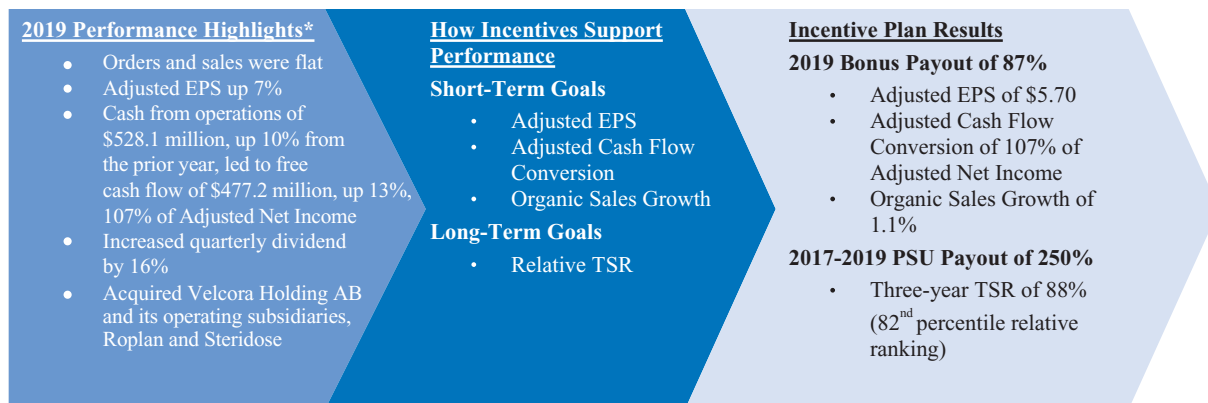 2019 Performance Highlights*
● Orders and sales were flat
● Adjusted EPS up 7%
● Cash from operations of
$528.1 million, up 10% from
the prior year, led to free
cash flow of $477.2 million, up 13%,
107% of Adjusted Net Income
● Increased quarterly dividend
by 16%
● Acquired Velcora Holding AB
and its operating subsidiaries,
Roplan and Steridose
How Incentives Support
Performance
Short-Term Goals
• Adjusted EPS
• Adjusted Cash Flow
Conversion
• Organic Sales Growth
Long-Term Goals
• Relative TSR
Incentive Plan Results
2019 Bonus Payout of 87%
• Adjusted EPS of $5.70
• Adjusted Cash Flow
Conversion of 107% of
Adjusted Net Income
• Organic Sales Growth of
1.1%
2017-2019 PSU Payout of 250%
• Three-year TSR of 88%
(82nd percentile relative
ranking)